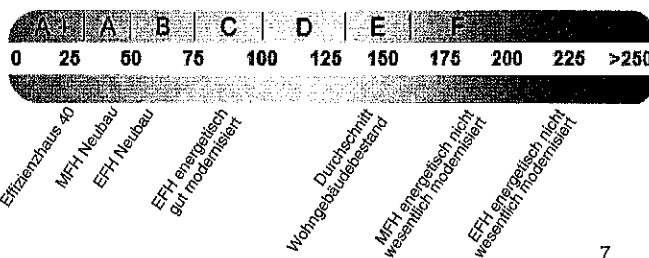 A+ A B C D E F
0 25 50 75 100 125 150 175 200 225 >250
Effizienzhaus 40
MFH Neubau
EFH Neubau
EFH energetisch
gut modernisiert
Durchschnitt
Wohngebäudebestand
MFH energetisch nicht
wesentlich modernisiert
EFH energetisch nicht
wesentlich modernisiert
7